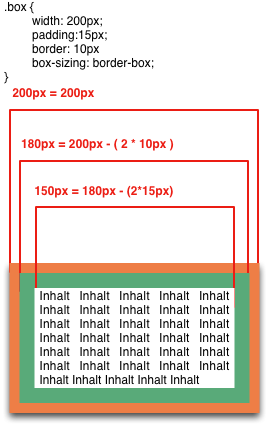 .box {
width: 200px;
padding:15px;
border: 10px
box-sizing: border-box;
}
200px = 200px
180px = 200px - ( 2 * 10px )
150px = 180px - (2*15px)
Inhalt Inhalt Inhalt Inhalt Inhalt
Inhalt Inhalt Inhalt Inhalt Inhalt
Inhalt Inhalt Inhalt Inhalt Inhalt
Inhalt Inhalt Inhalt Inhalt Inhalt
Inhalt Inhalt Inhalt Inhalt Inhalt
Inhalt Inhalt Inhalt Inhalt Inhalt
Inhalt Inhalt Inhalt Inhalt Inhalt